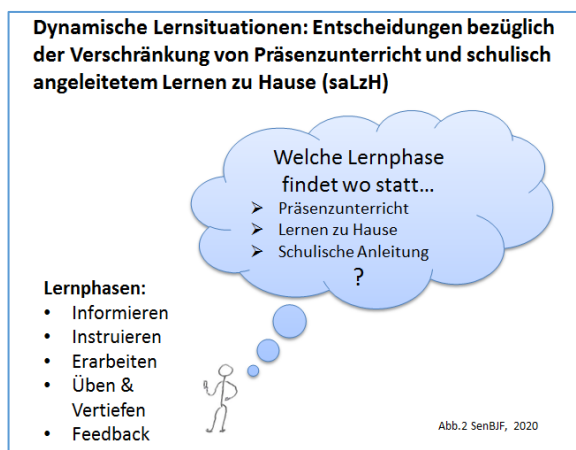 Dynamische Lernsituationen: Entscheidungen bezüglich
der Verschränkung von Präsenzunterricht und schulisch
angeleitetem Lernen zu Hause (saLzH)
Welche Lernphase
findet wo statt...
➢ Präsenzunterricht
➢ Lernen zu Hause
➢ Schulische Anleitung
?
Lernphasen:
• Informieren
• Instruieren
• Erarbeiten
• Üben &
Vertiefen
• Feedback
Abb.2 SenBJF, 2020